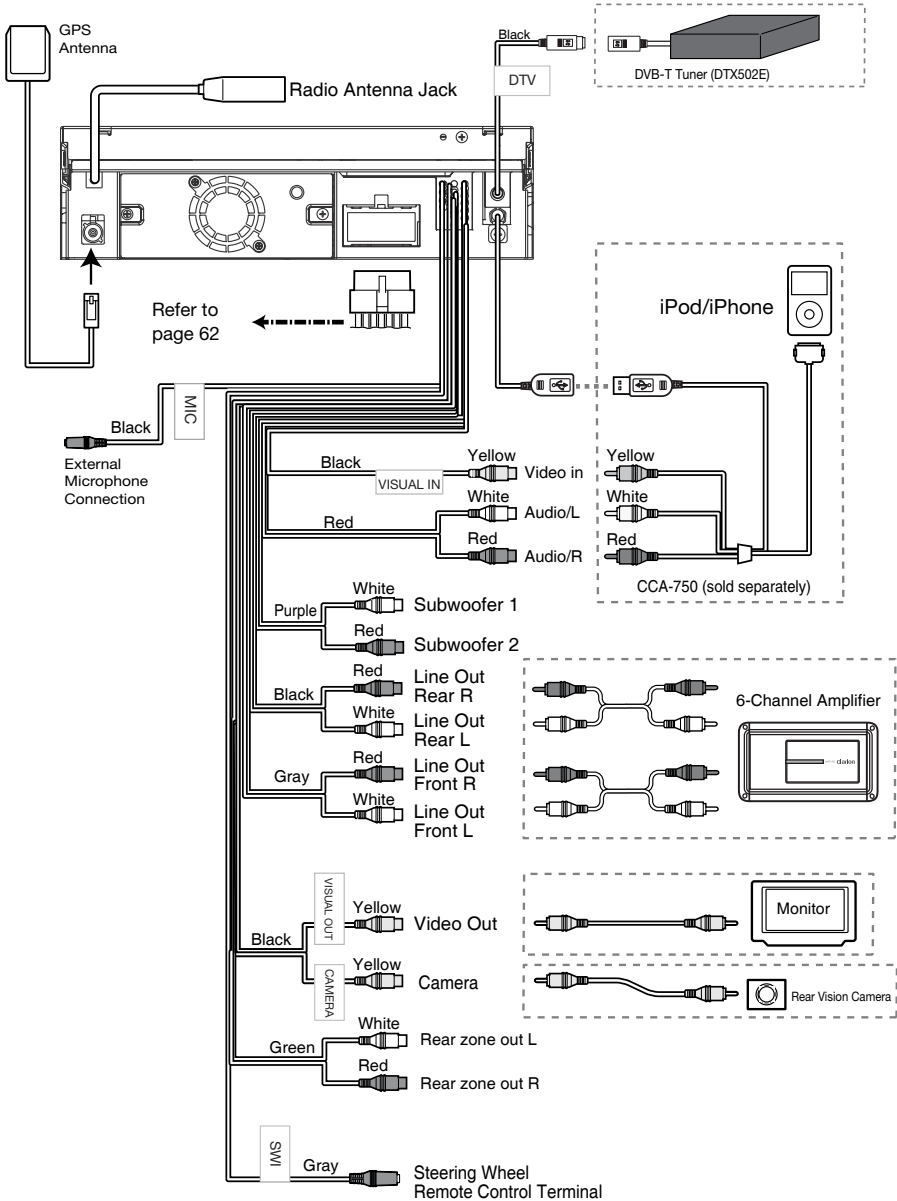 GPS
Antenna
Radio Antenna Jack
Black
DTV
DVB-T Tuner (DTX502E)
Refer to
page 62
iPod/iPhone
MIC
Black
External
Microphone
Connection
Black
VISUAL IN
Yellow
Video in
Yellow
Red
White
Audio/L
White
Red
Audio/R
Red
CCA-750 (sold separately)
Purple
White
Subwoofer 1
Red
Subwoofer 2
Black
Red
Line Out
Rear R
White
Line Out
Rear L
6-Channel Amplifier
clarion
Gray
Red
Line Out
Front R
White
Line Out
Front L
Black
VISUAL OUT
Yellow
Video Out
Monitor
CAMERA
Yellow
Camera
Rear Vision Camera
Green
White
Rear zone out L
Red
Rear zone out R
SWI
Gray
Steering Wheel
Remote Control Terminal